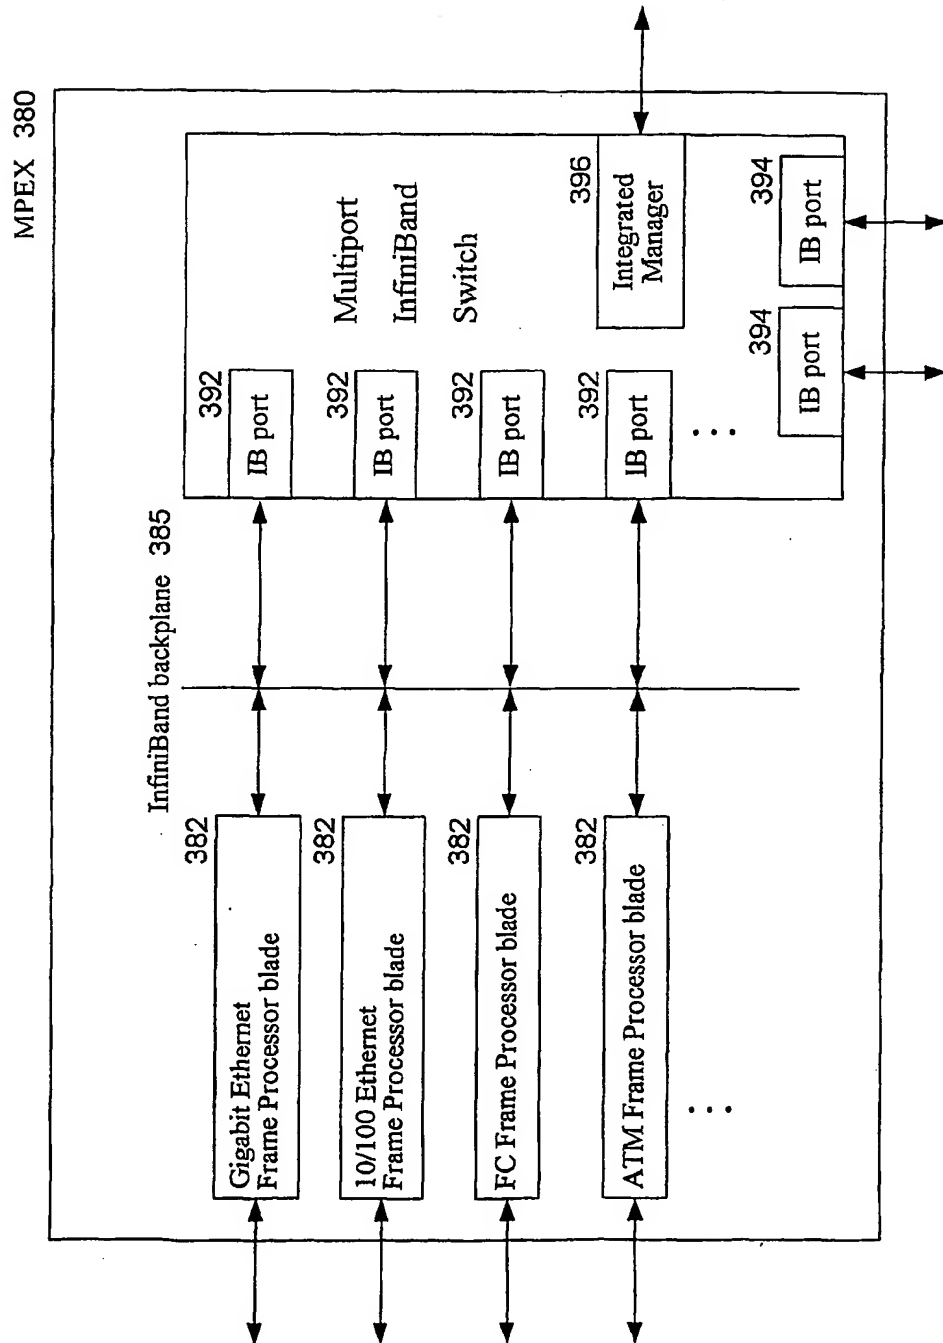 MPEX 380
InfiniBand backplane 385
382
Gigabit Ethernet
Frame Processor blade
382
10/100 Ethernet
Frame Processor blade
382
FC Frame Processor blade
382
ATM Frame Processor blade
...
392
IB port
392
IB port
392
IB port
392
IB port
...
Multiport
InfiniBand
Switch
396
Integrated
Manager
394
IB port
394
IB port